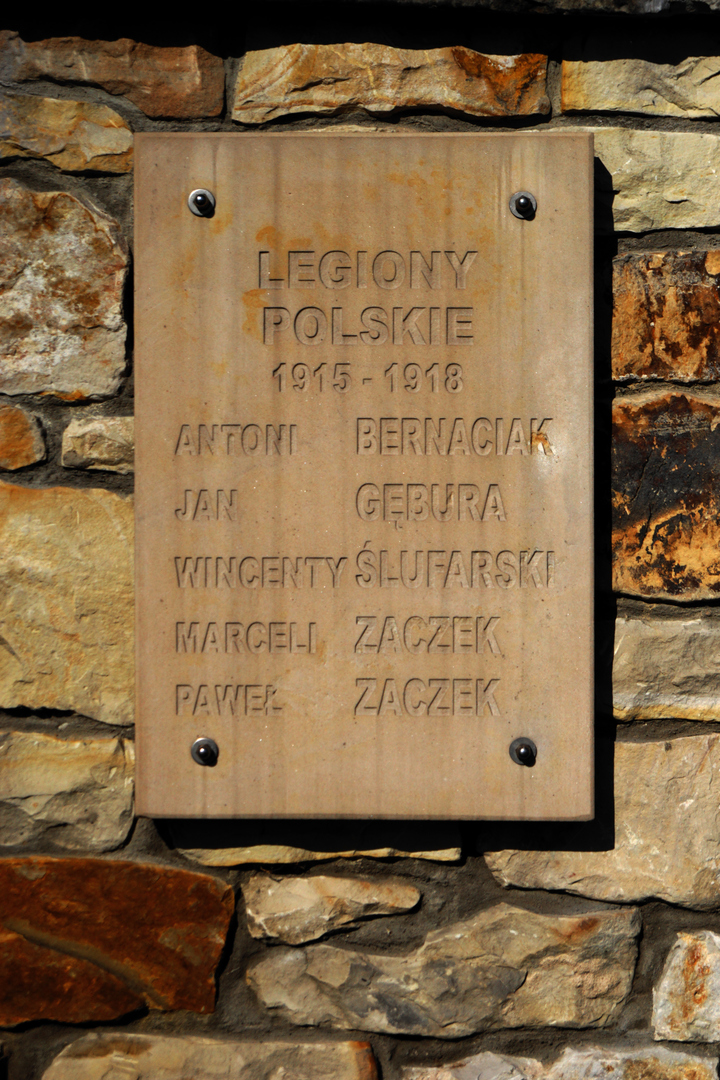 LEGIONY
POLSKIE
1915 - 1918
ANTONI BERNACIAK
JAN GĘBURA
WINCENTY ŚLUFARSKI
MARCELI ZACZEK
PAWEŁ ZACZEK